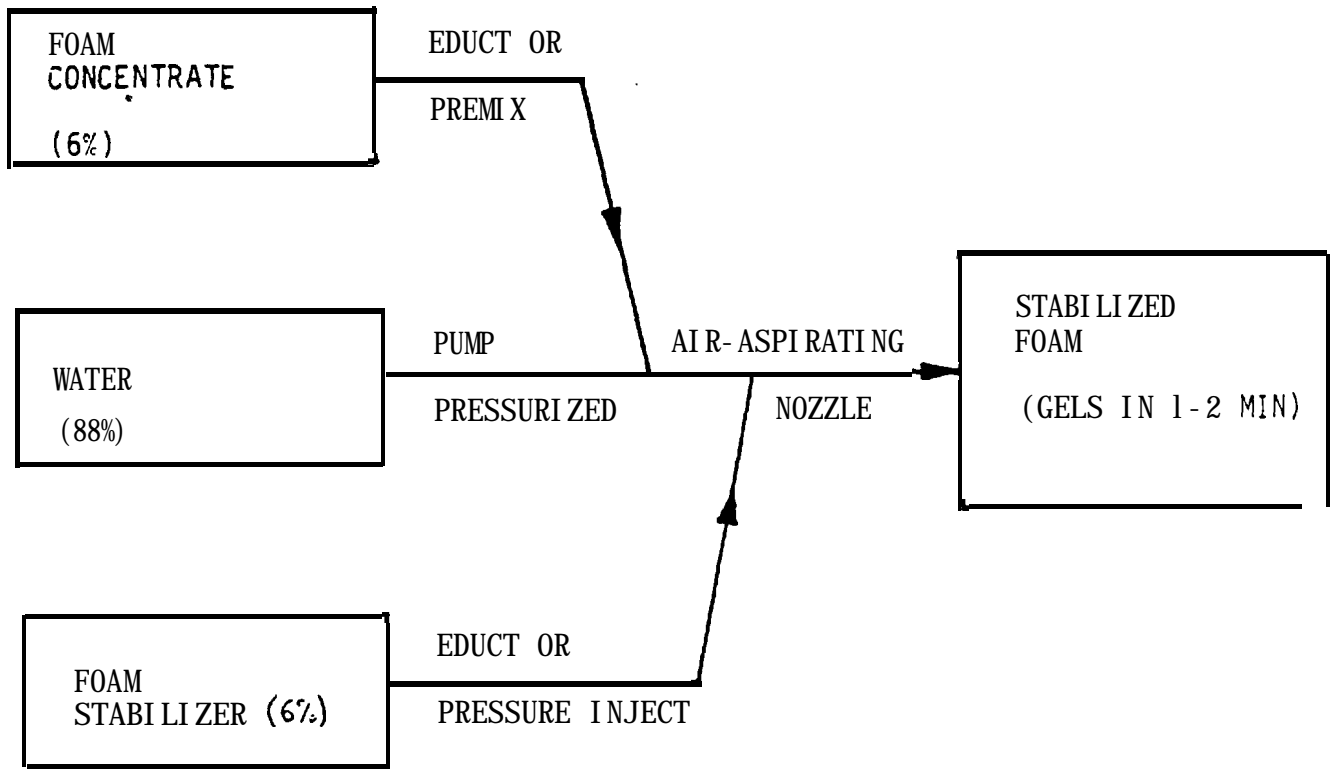 FOAM
CONCENTRATE
(6%)
EDUCT OR
PREMIX
WATER
(88%)
PUMP
PRESSURIZED
AIR-ASPIRATING
NOZZLE
STABILIZED
FOAM
(GELS IN 1-2 MIN)
FOAM
STABILIZER (6%)
EDUCT OR
PRESSURE INJECT